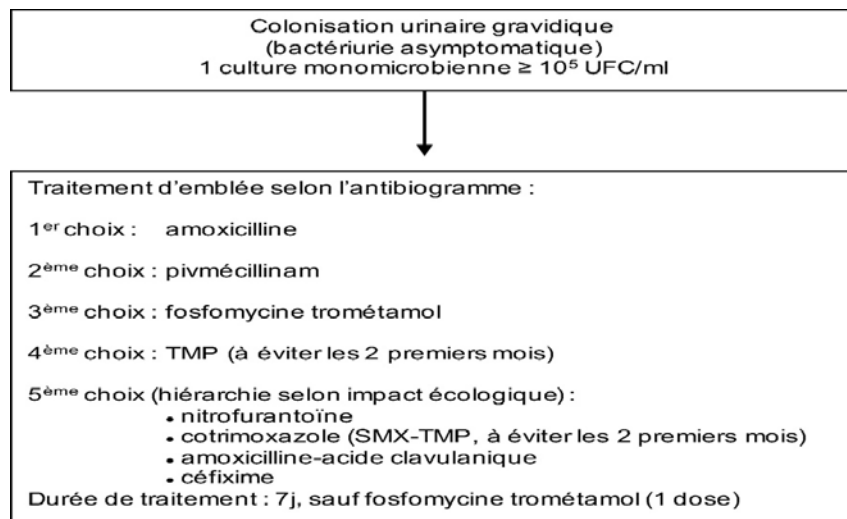 Colonisation urinaire gravidique
(bactériurie asymptomatique)
1 culture monomicrobienne ≥ 10⁵ UFC/ml
Traitement d'emblée selon l'antibiogramme :
1er choix : amoxicilline
2ème choix : pivmécillinam
3ème choix : fosfomycine trométamol
4ème choix : TMP (à éviter les 2 premiers mois)
5ème choix (hiérarchie selon impact écologique) :
• nitrofurantoïne
• cotrimoxazole (SMX-TMP, à éviter les 2 premiers mois)
• amoxicilline-acide clavulanique
• céfixime
Durée de traitement : 7j, sauf fosfomycine trométamol (1 dose)